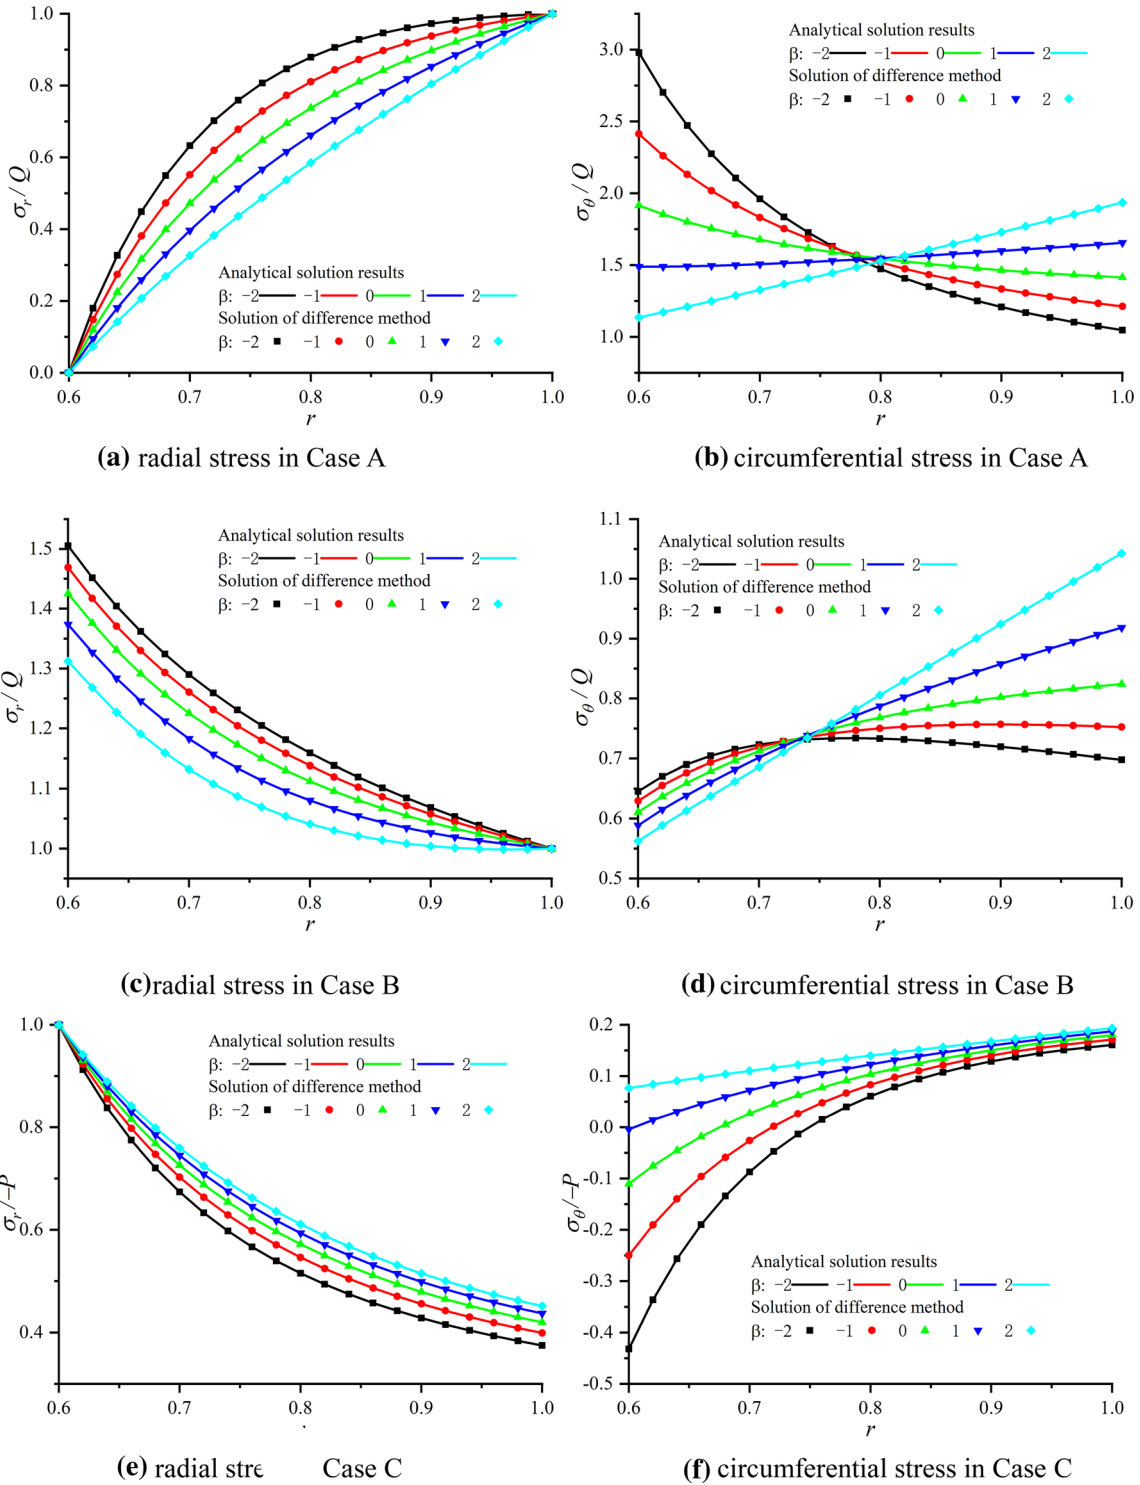 1.0
0.8
0.6
0.4
0.2
0.0
σr / Q
Analytical solution results
β: −2 −1 0 1 2
Solution of difference method
β: −2 −1 0 1 2
0.6 0.7 0.8 0.9 1.0
r
(a) radial stress in Case A
3.0
2.5
2.0
1.5
1.0
σθ / Q
Analytical solution results
β: −2 −1 0 1 2
Solution of difference method
β: −2 −1 0 1 2
0.6 0.7 0.8 0.9 1.0
r
(b) circumferential stress in Case A
1.5
1.4
1.3
1.2
1.1
1.0
σr / Q
Analytical solution results
β: −2 −1 0 1 2
Solution of difference method
β: −2 −1 0 1 2
0.6 0.7 0.8 0.9 1.0
r
(c) radial stress in Case B
1.1
1.0
0.9
0.8
0.7
0.6
0.5
σθ / Q
Analytical solution results
β: −2 −1 0 1 2
Solution of difference method
β: −2 −1 0 1 2
0.6 0.7 0.8 0.9 1.0
r
(d) circumferential stress in Case B
1.0
0.8
0.6
0.4
σr /−P
Analytical solution results
β: −2 −1 0 1 2
Solution of difference method
β: −2 −1 0 1 2
0.6 0.7 0.8 0.9 1.0
(e) radial Case C
0.2
0.1
0.0
-0.1
-0.2
-0.3
-0.4
-0.5
σθ /−P
Analytical solution results
β: −2 −1 0 1 2
Solution of difference method
β: −2 −1 0 1 2
0.6 0.7 0.8 0.9 1.0
r
(f) circumferential stress in Case C